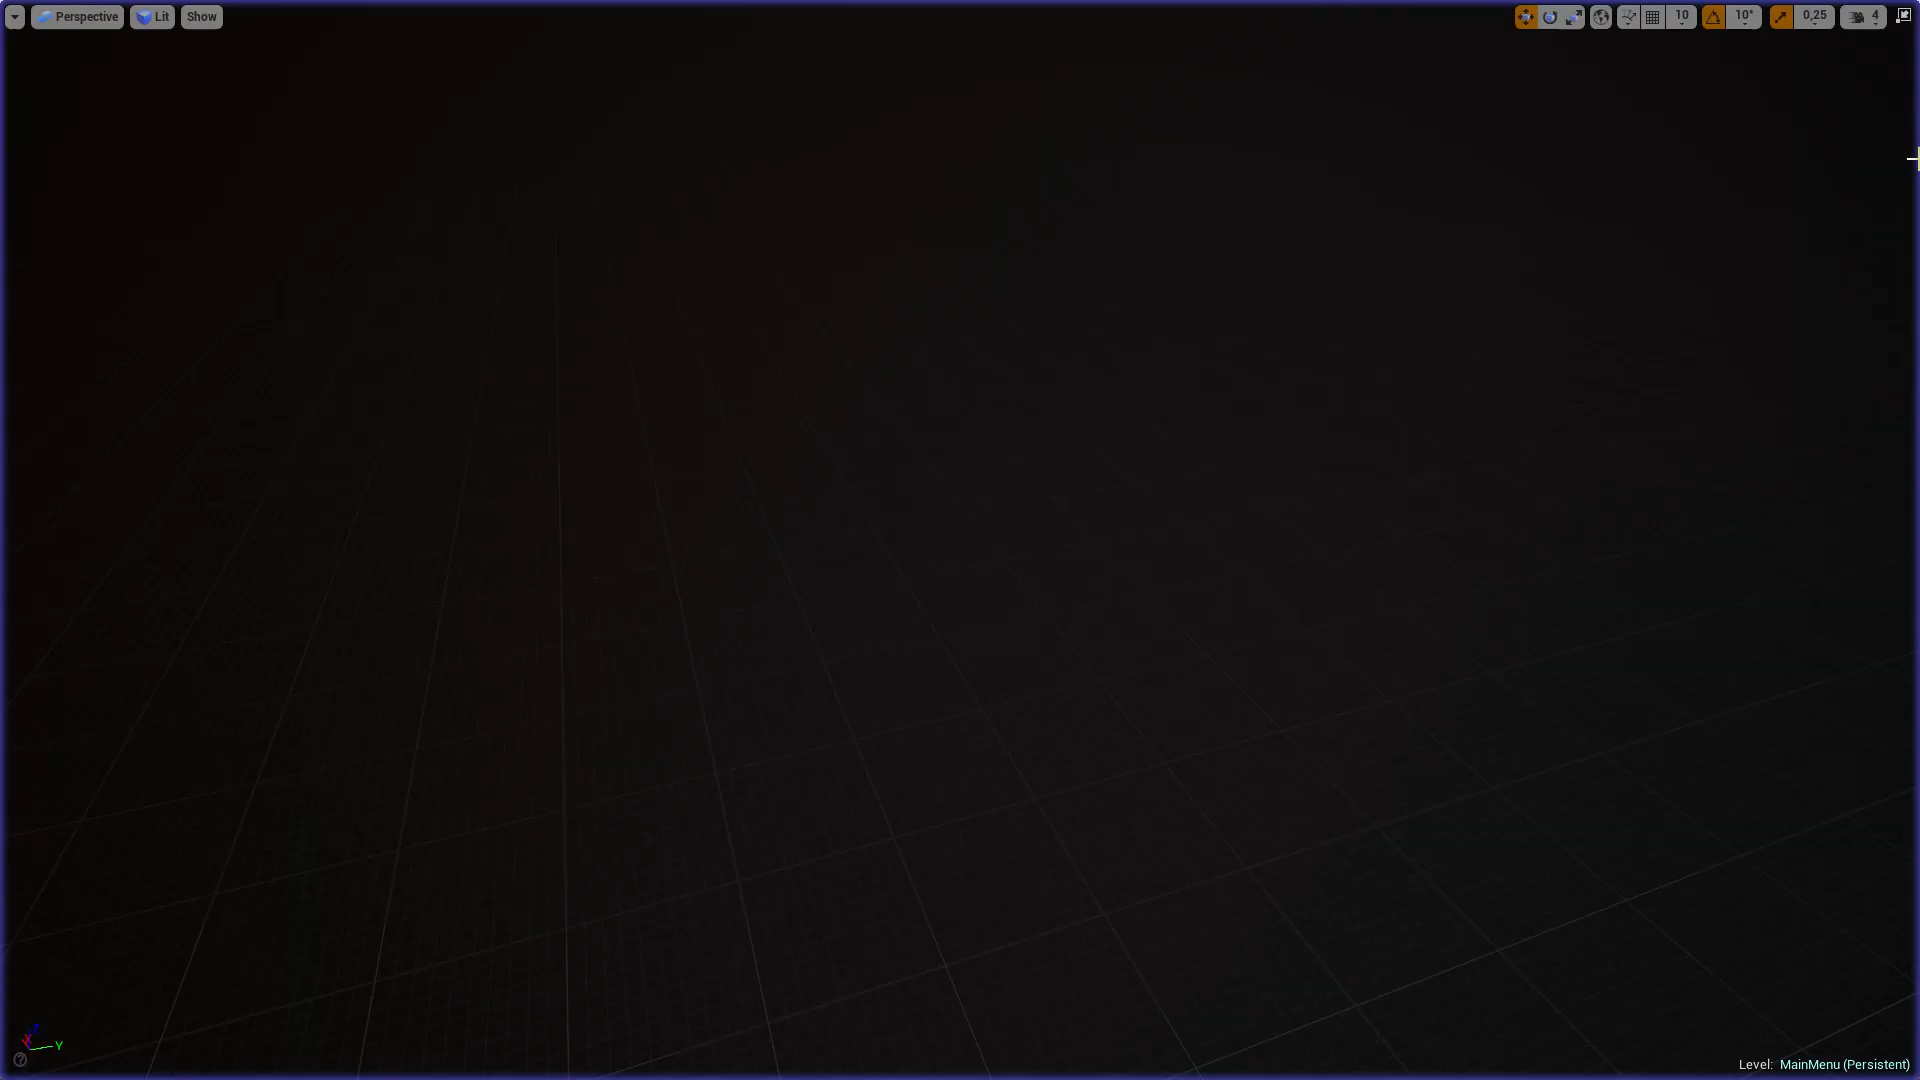 Perspective Lit Show 10 10° 0,25 4
Z
X
Y
Level: MainMenu (Persistent)